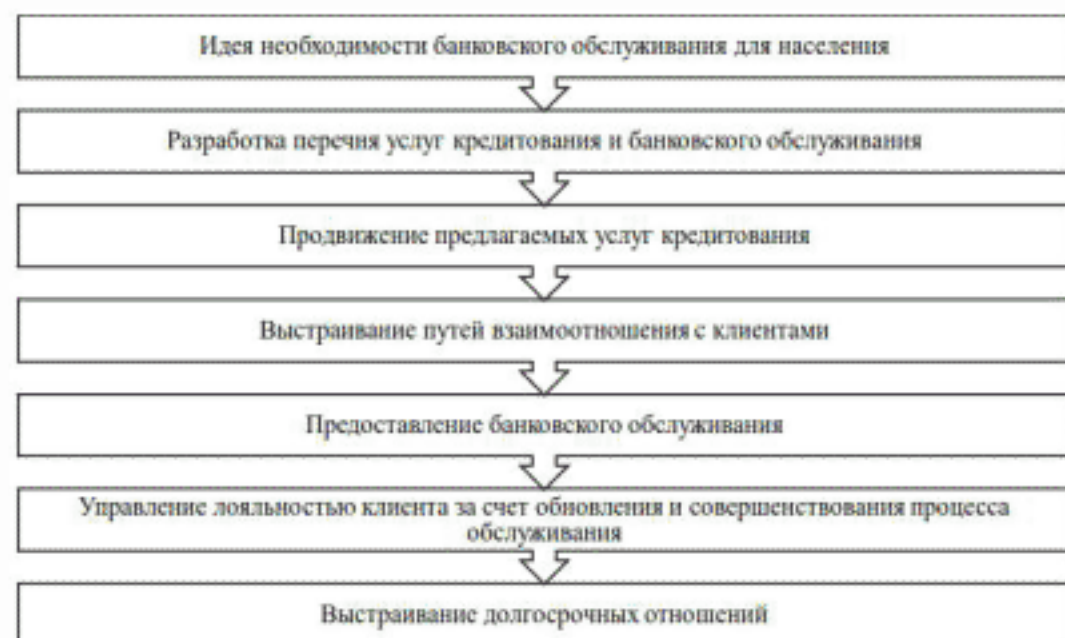 Идея необходимости банковского обслуживания для населения
Разработка перечня услуг кредитования и банковского обслуживания
Продвижение предлагаемых услуг кредитования
Выстраивание путей взаимоотношения с клиентами
Предоставление банковского обслуживания
Управление лояльностью клиента за счет обновления и совершенствования процесса
обслуживания
Выстраивание долгосрочных отношений